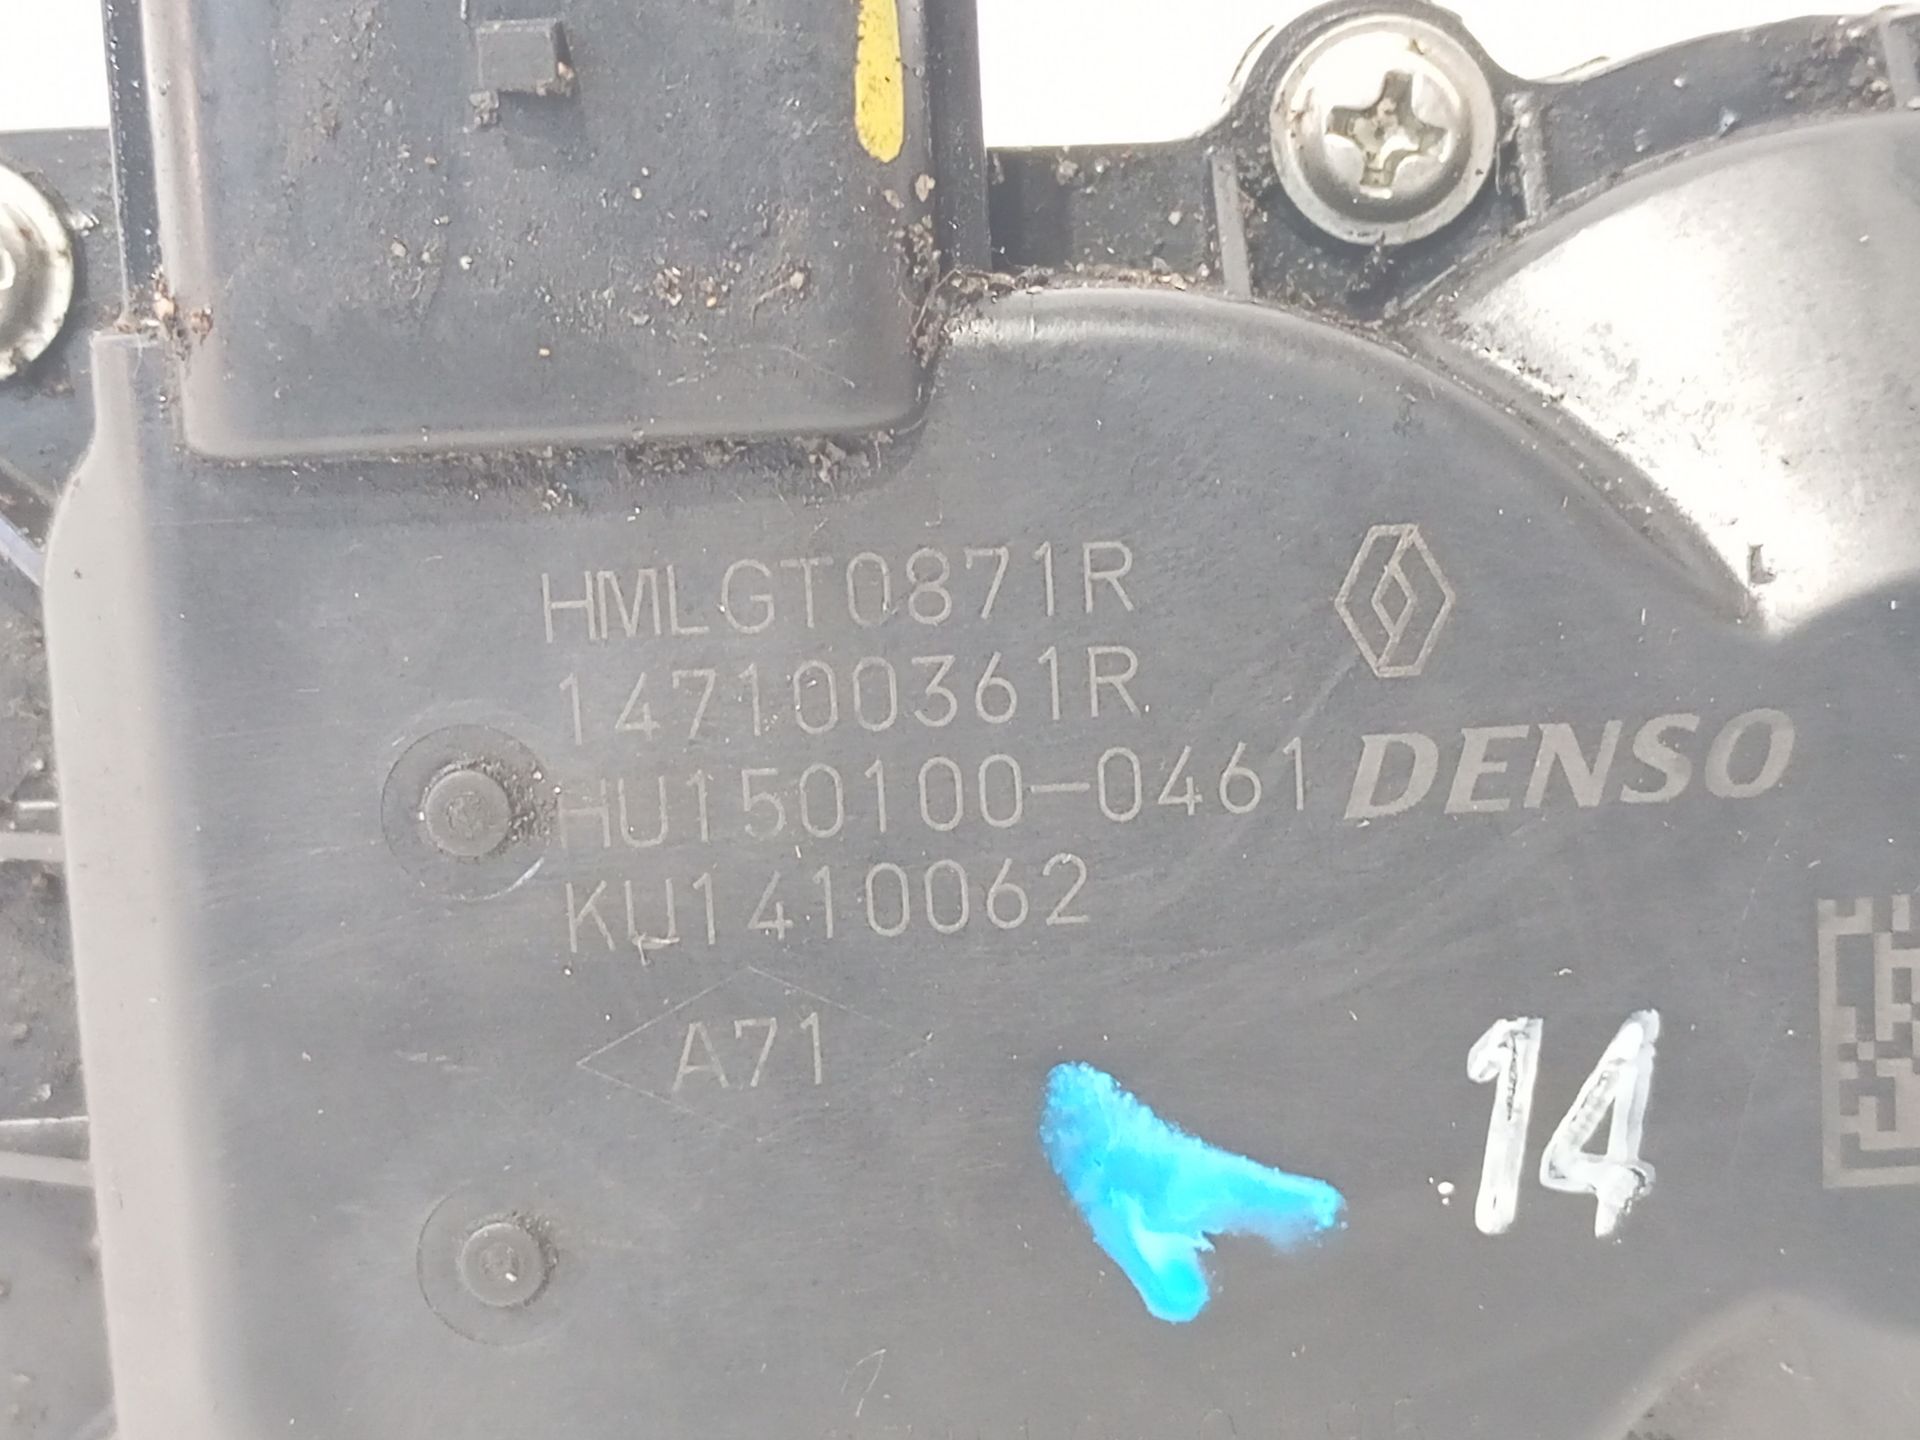 HMLGT0871R
147100361R
HU150100-0461
DENSO
KU1410062
A71
14